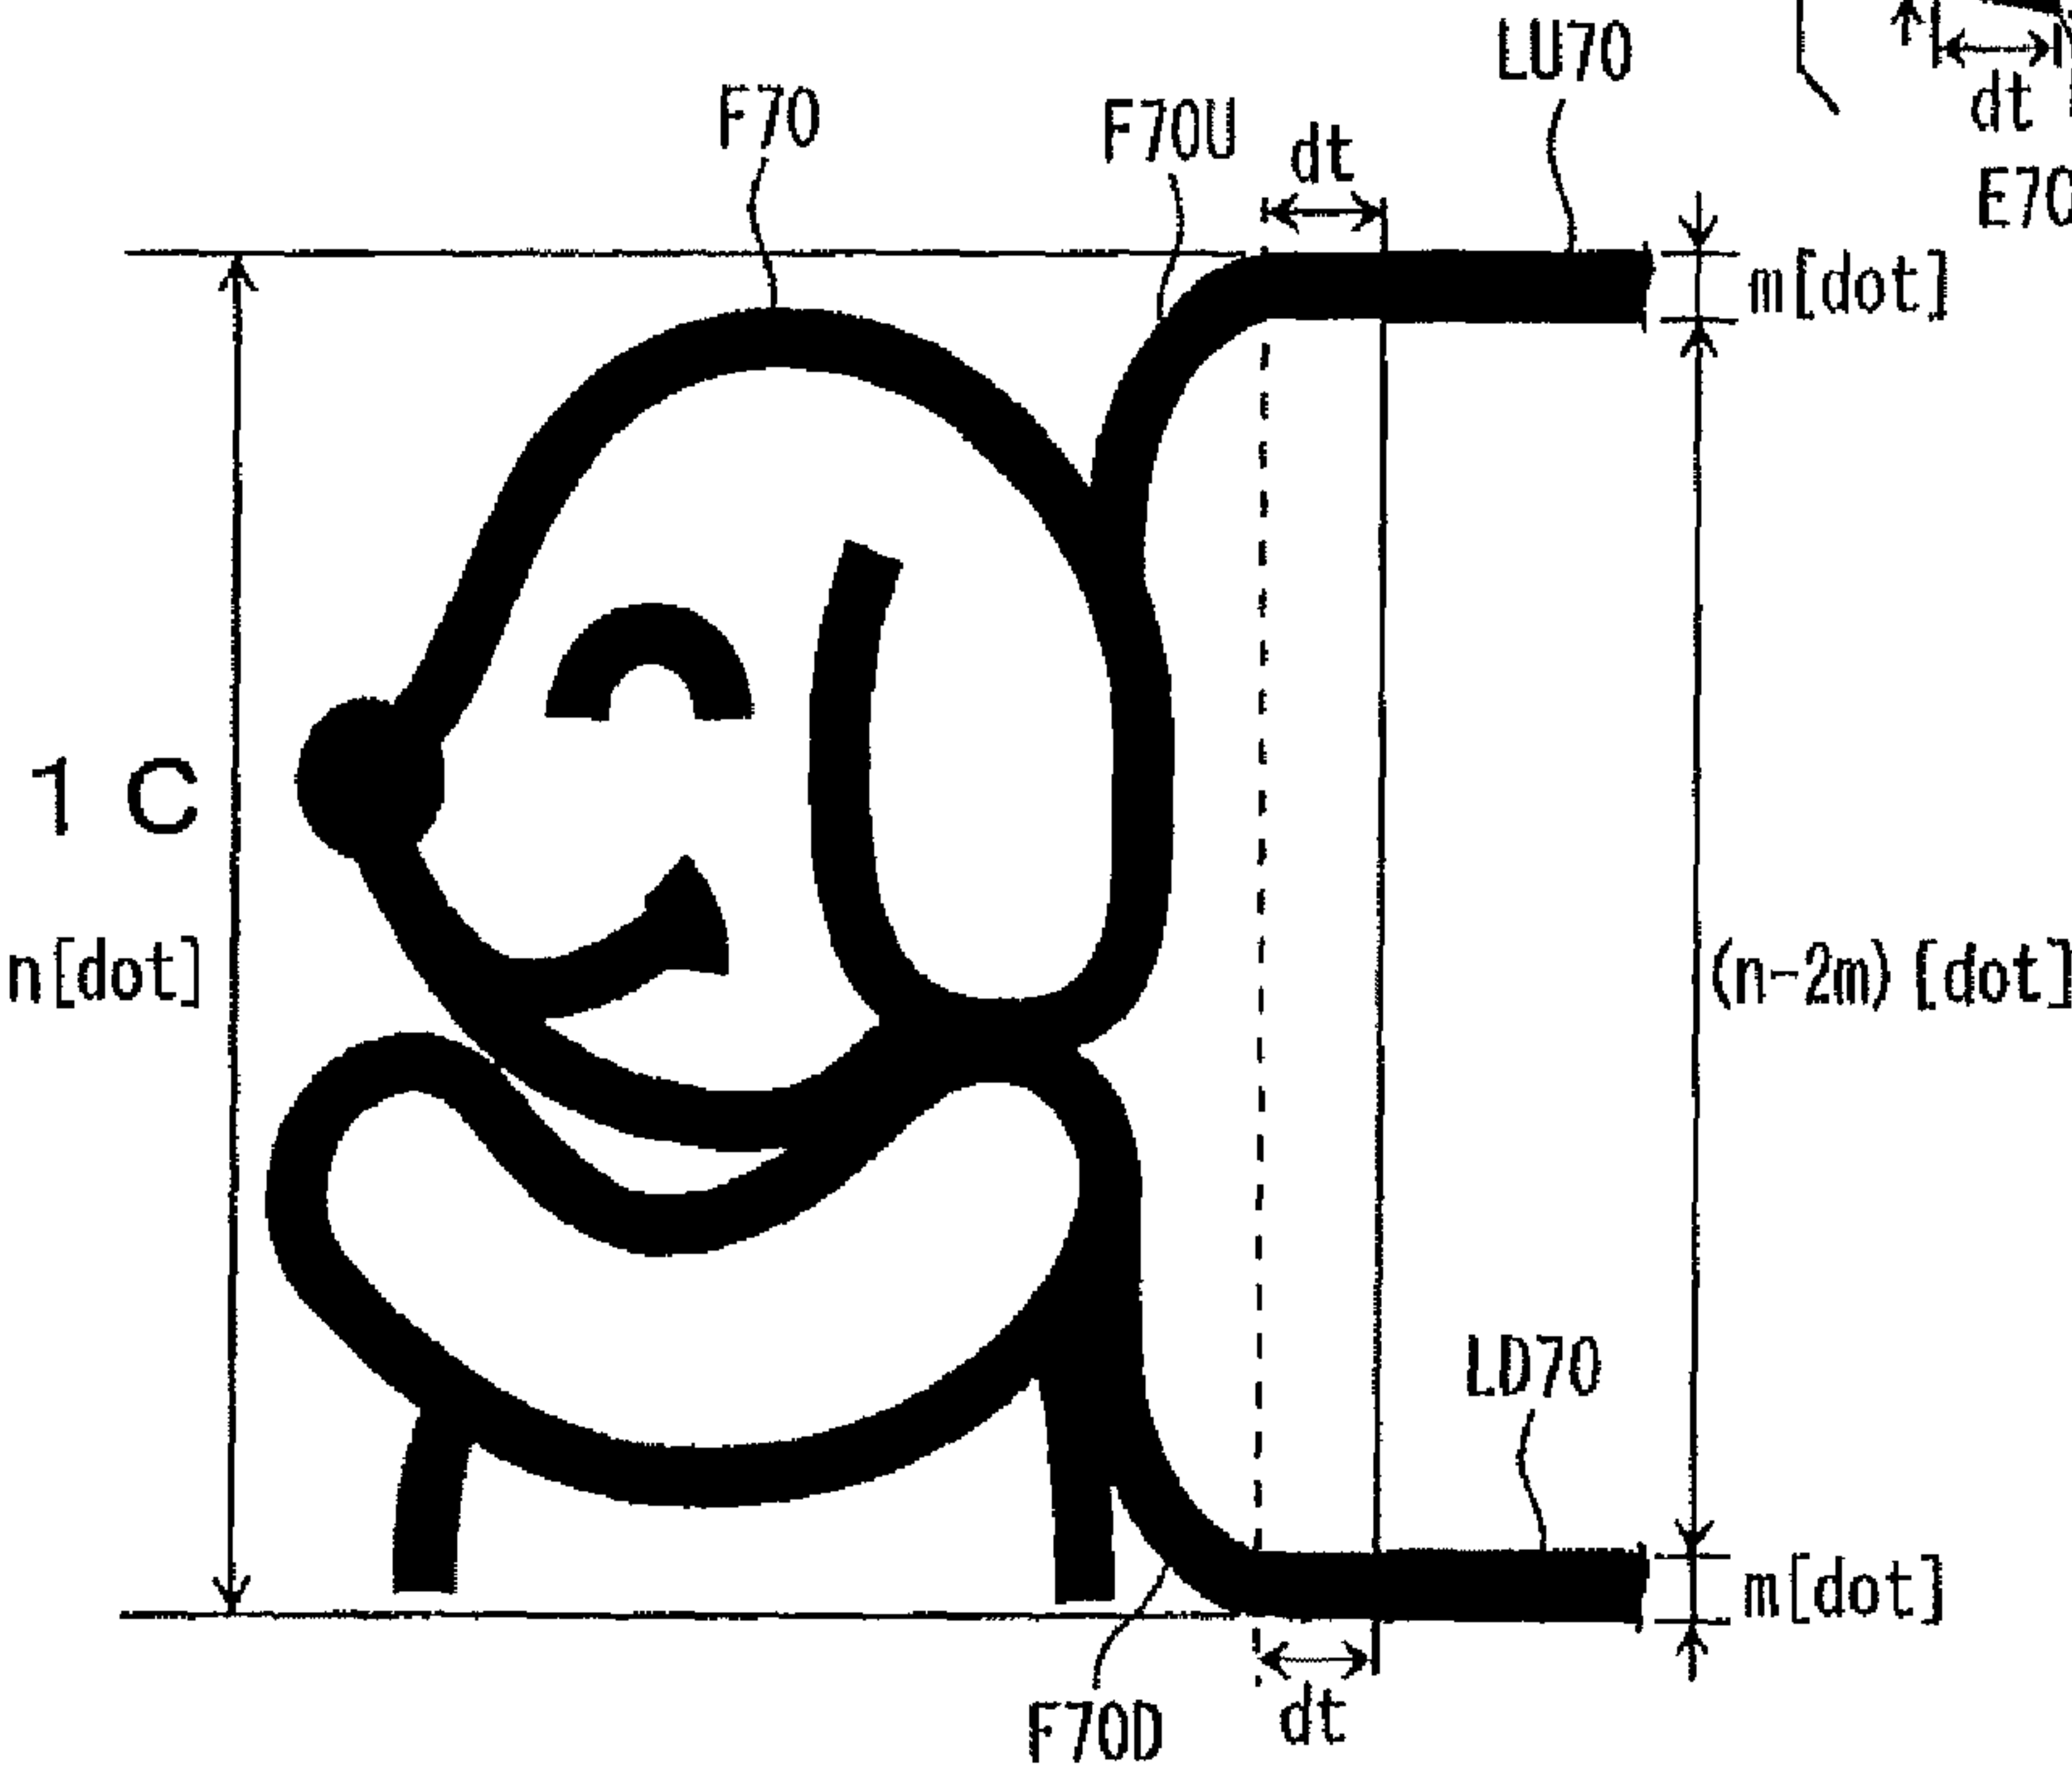 LU70
F70
F70U
dt
dt
E70
m[dot]
1 C
n[dot]
(n-2m)[dot]
LD70
m[dot]
F70D
dt